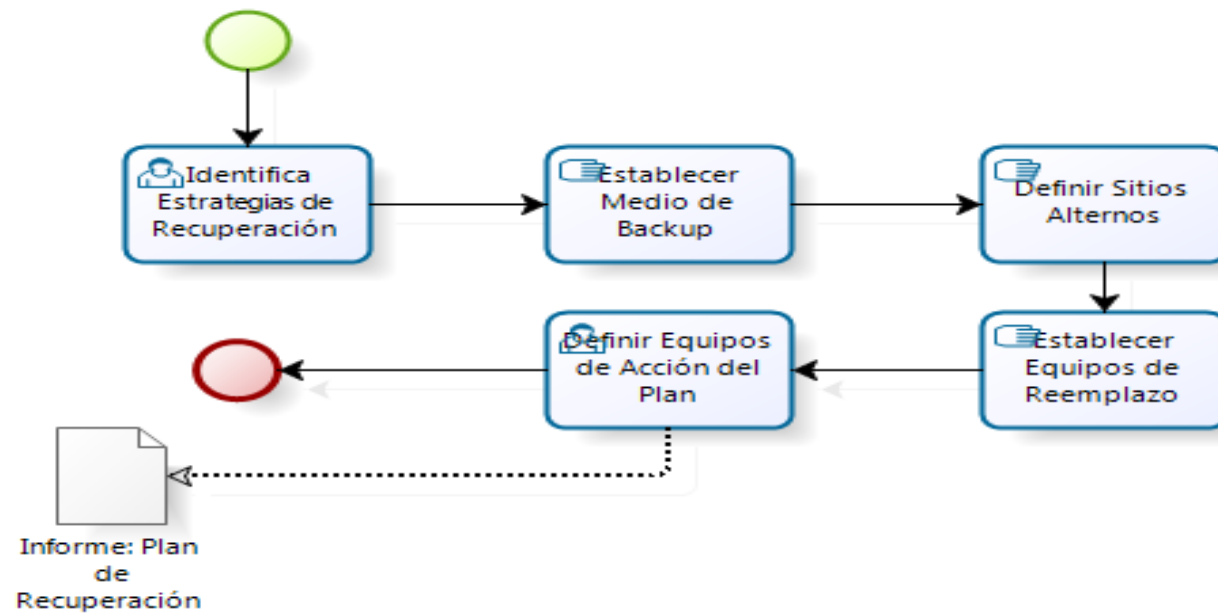 Identifica
Estrategias de
Recuperación
Establecer
Medio de
Backup
Definir Sitios
Alternos
Establecer
Equipos de
Reemplazo
Definir Equipos
de Acción del
Plan
Informe: Plan
de
Recuperación